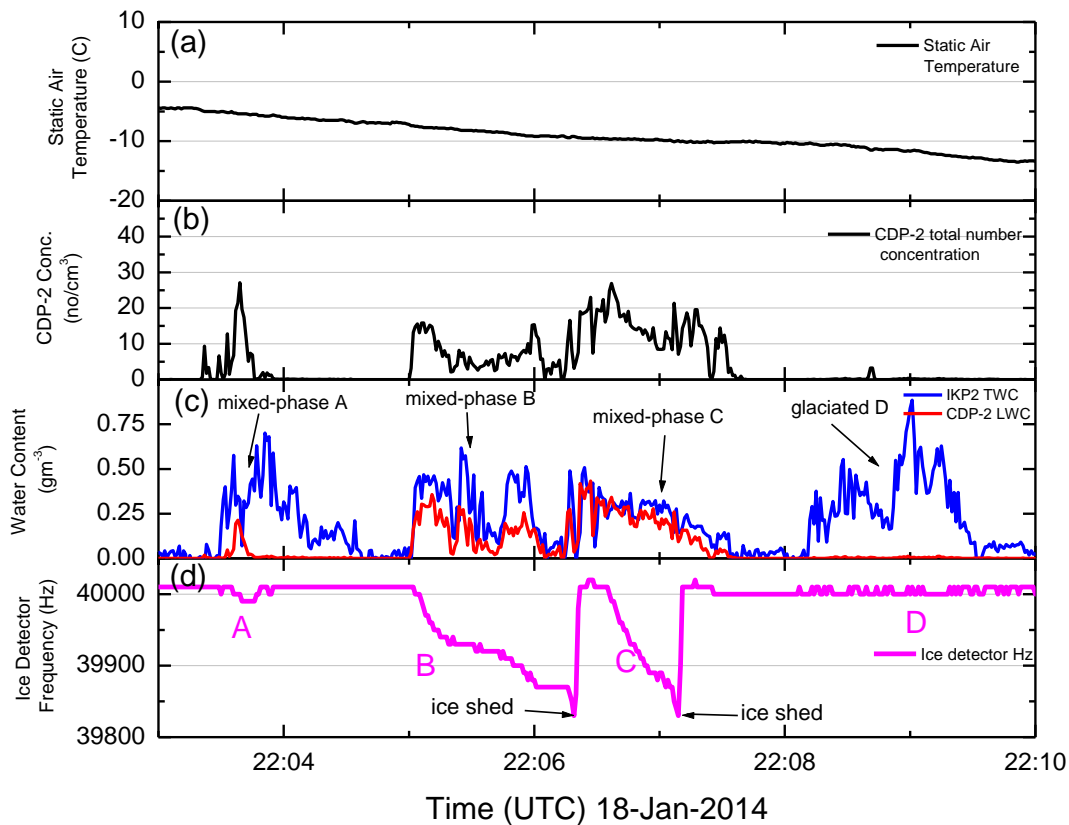 (a)
Static Air
Temperature
Static Air
Temperature (C)
10
0
-10
-20
(b)
CDP-2 total number
concentration
CDP-2 Conc.
(no/cm³)
40
30
20
10
0
(c)
mixed-phase A
mixed-phase B
mixed-phase C
glaciated D
IKP2 TWC
CDP-2 LWC
Water Content
(gm⁻³)
0.75
0.50
0.25
0.00
(d)
A
B
C
D
Ice detector Hz
ice shed
ice shed
Ice Detector
Frequency (Hz)
40000
39900
39800
22:04
22:06
22:08
22:10
Time (UTC) 18-Jan-2014